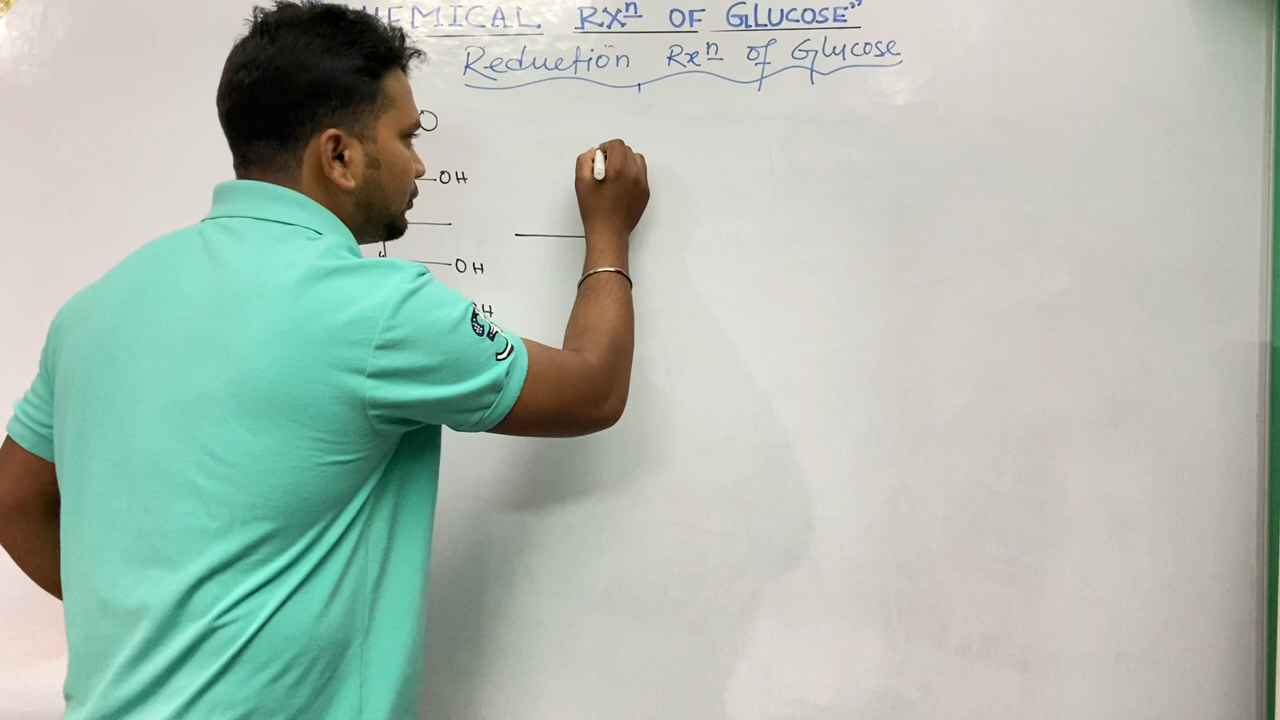 HEMICAL RXⁿ OF GLUCOSE"
Reduction Rxⁿ of Glucose
O
OH
OH
H